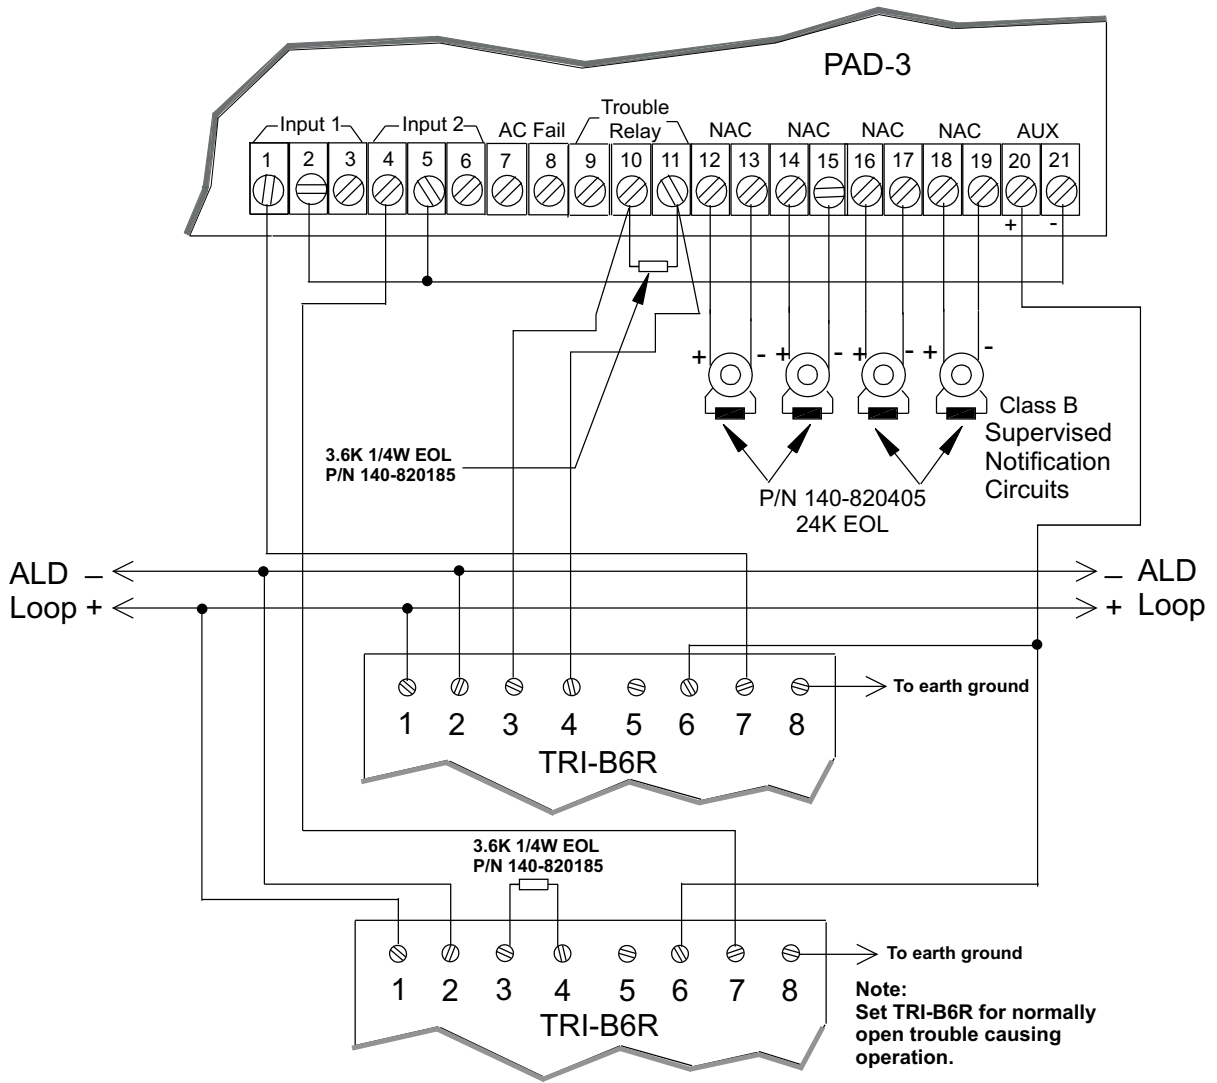 PAD-3
Input 1
Input 2
AC Fail
Trouble
Relay
NAC
NAC
NAC
NAC
AUX
1 2 3 4 5 6 7 8 9 10 11 12 13 14 15 16 17 18 19 20 21
+ -
+ - + - + - + -
Class B
Supervised
Notification
Circuits
3.6K 1/4W EOL
P/N 140-820185
P/N 140-820405
24K EOL
ALD –
Loop +
– ALD
+ Loop
To earth ground
1 2 3 4 5 6 7 8
TRI-B6R
3.6K 1/4W EOL
P/N 140-820185
To earth ground
1 2 3 4 5 6 7 8
TRI-B6R
Note:
Set TRI-B6R for normally
open trouble causing
operation.